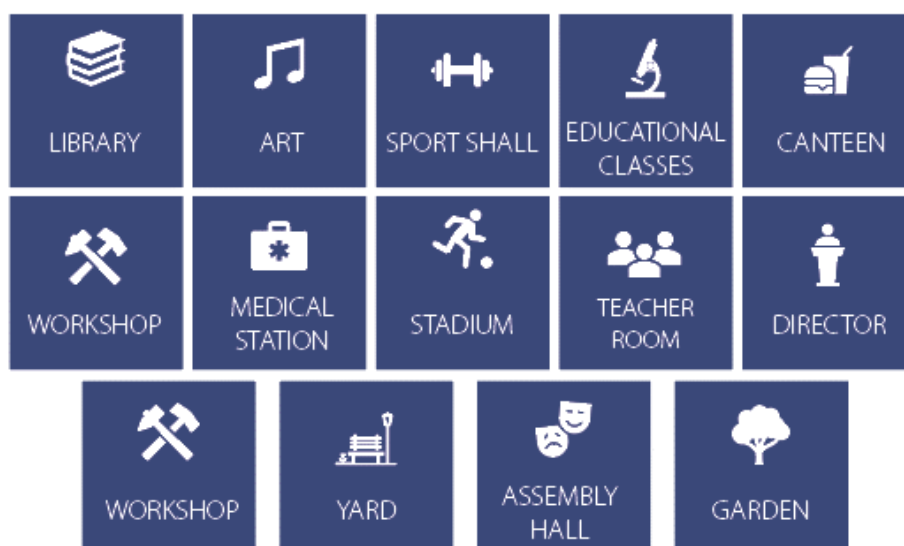 LIBRARY
ART
SPORT SHALL
EDUCATIONAL
CLASSES
CANTEEN
WORKSHOP
MEDICAL
STATION
STADIUM
TEACHER
ROOM
DIRECTOR
WORKSHOP
YARD
ASSEMBLY
HALL
GARDEN